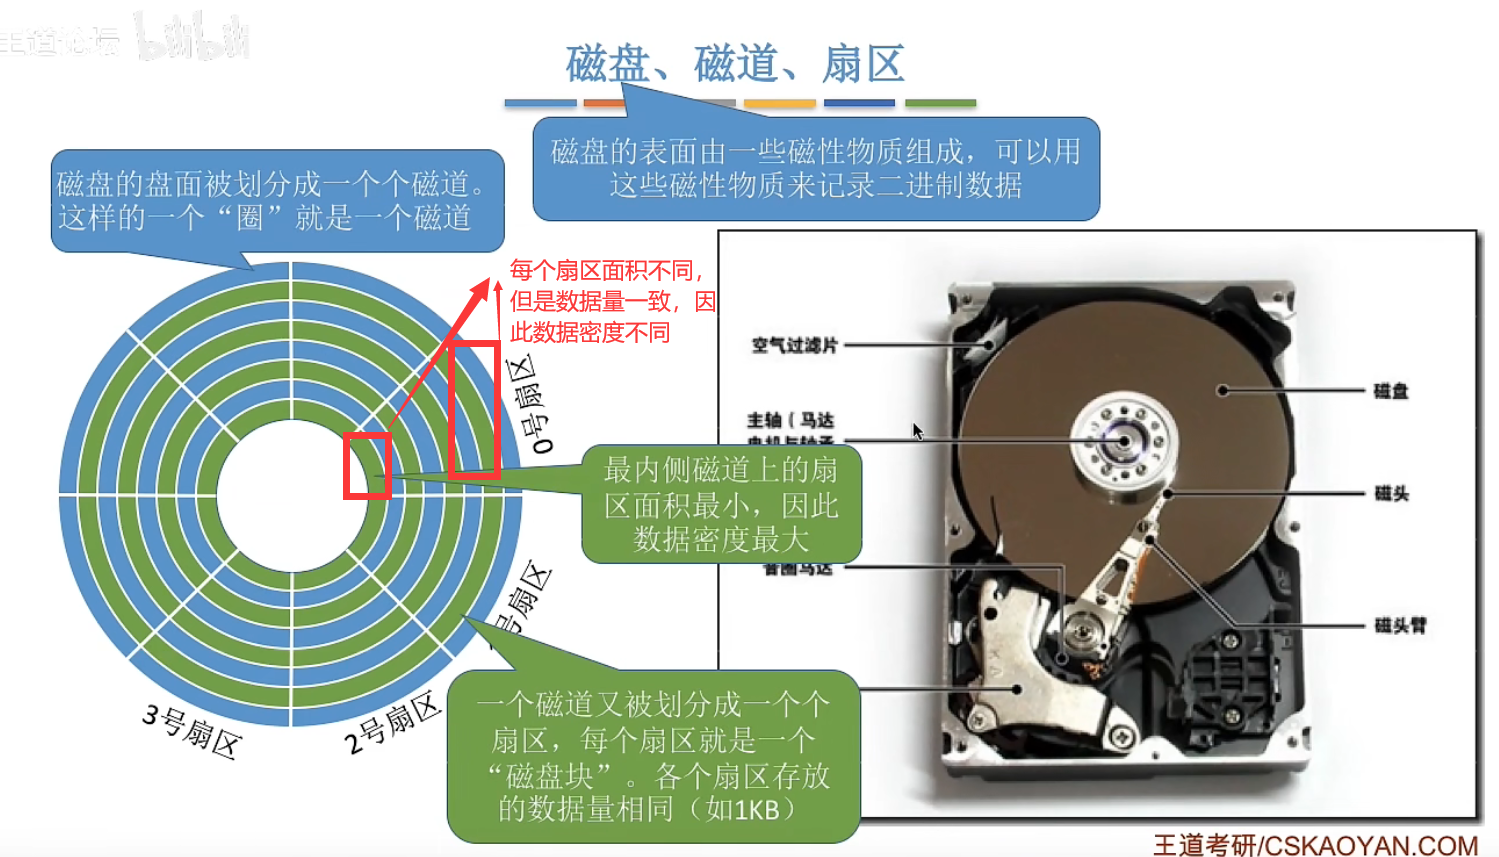 王道论坛 bilibili
磁盘、磁道、扇区
磁盘的表面由一些磁性物质组成，可以用
这些磁性物质来记录二进制数据
磁盘的盘面被划分成一个个磁道。
这样的一个“圈”就是一个磁道
每个扇区面积不同，
但是数据量一致，因
此数据密度不同
0号扇区
最内侧磁道上的扇
区面积最小，因此
数据密度最大
号扇区
2号扇区
3号扇区
一个磁道又被划分成一个个
扇区，每个扇区就是一个
“磁盘块”。各个扇区存放
的数据量相同（如1KB）
空气过滤片
主轴（马达
电机与轴承
音圈马达
磁盘
磁头
磁头臂
王道考研/CSKAOYAN.COM